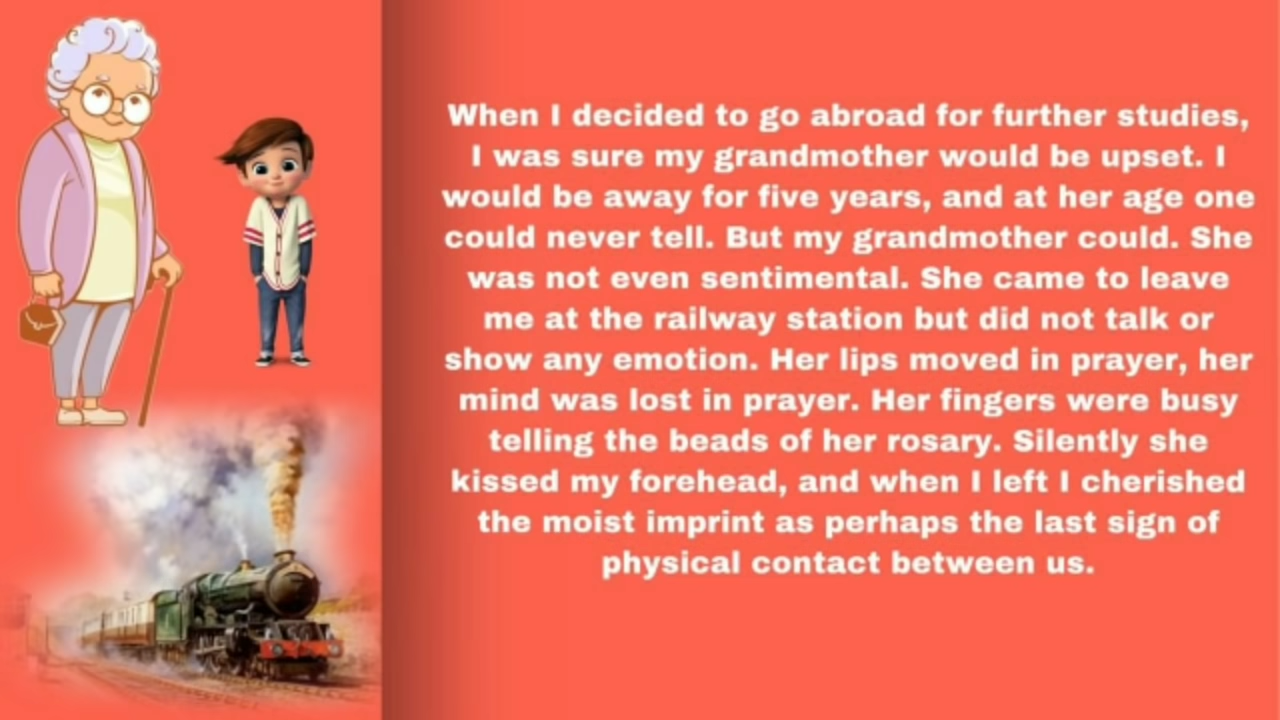 When I decided to go abroad for further studies,
I was sure my grandmother would be upset. I
would be away for five years, and at her age one
could never tell. But my grandmother could. She
was not even sentimental. She came to leave
me at the railway station but did not talk or
show any emotion. Her lips moved in prayer, her
mind was lost in prayer. Her fingers were busy
telling the beads of her rosary. Silently she
kissed my forehead, and when I left I cherished
the moist imprint as perhaps the last sign of
physical contact between us.